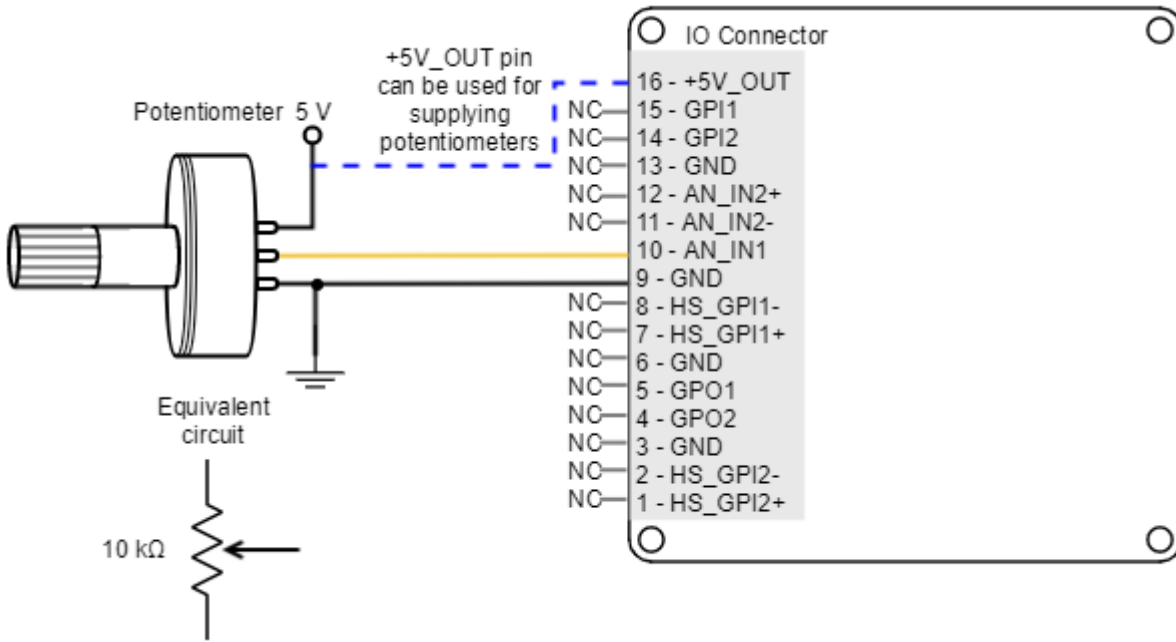 IO Connector
+5V_OUT pin
can be used for
supplying
potentiometers
Potentiometer 5 V
16 - +5V_OUT
NC 15 - GPI1
NC 14 - GPI2
NC 13 - GND
NC 12 - AN_IN2+
NC 11 - AN_IN2-
10 - AN_IN1
9 - GND
NC 8 - HS_GPI1-
NC 7 - HS_GPI1+
NC 6 - GND
NC 5 - GPO1
NC 4 - GPO2
NC 3 - GND
NC 2 - HS_GPI2-
NC 1 - HS_GPI2+
Equivalent
circuit
10 kΩ